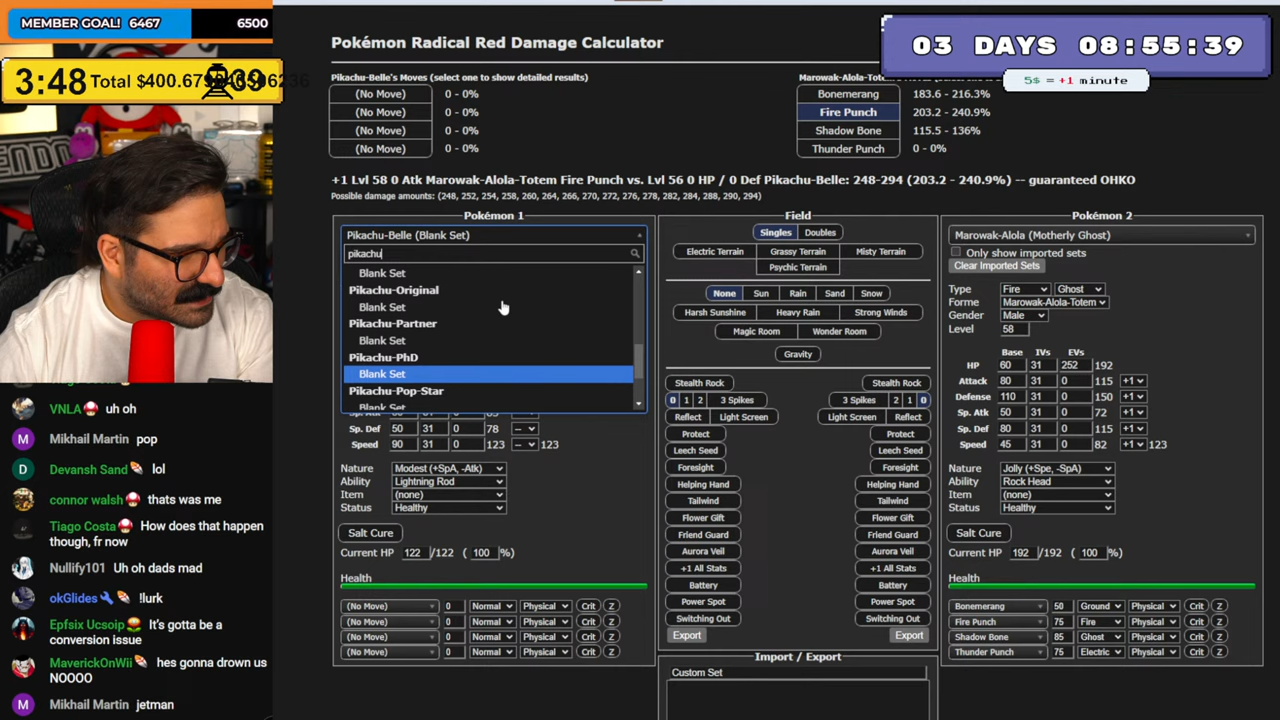 MEMBER GOAL! 6467 6500
3:48 Total $400.679
03 DAYS 08:55:39
5$ = +1 minute
Pokémon Radical Red Damage Calculator
Pikachu-Belle's Moves (select one to show detailed results)
(No Move) 0 - 0%
(No Move) 0 - 0%
(No Move) 0 - 0%
(No Move) 0 - 0%
Marowak-Alola-Totem
Bonemerang 183.6 - 216.3%
Fire Punch 203.2 - 240.9%
Shadow Bone 115.5 - 136%
Thunder Punch 0 - 0%
+1 Lvl 58 0 Atk Marowak-Alola-Totem Fire Punch vs. Lvl 56 0 HP / 0 Def Pikachu-Belle: 248-294 (203.2 - 240.9%) -- guaranteed OHKO
Possible damage amounts: (248, 252, 254, 258, 260, 264, 266, 270, 272, 276, 278, 282, 284, 288, 290, 294)
Pokémon 1
Pikachu-Belle (Blank Set)
pikachu
Blank Set
Pikachu-Original
Blank Set
Pikachu-Partner
Blank Set
Pikachu-PhD
Blank Set
Pikachu-Pop-Star
Blank Set
Sp. Def 50 31 0 78 --
Speed 90 31 0 123 -- 123
Nature Modest (+SpA, -Atk)
Ability Lightning Rod
Item (none)
Status Healthy
Salt Cure
Current HP 122 /122 ( 100 %)
Health
(No Move) 0 Normal Physical Crit Z
(No Move) 0 Normal Physical Crit Z
(No Move) 0 Normal Physical Crit Z
(No Move) 0 Normal Physical Crit Z
Field
Singles Doubles
Electric Terrain Grassy Terrain Misty Terrain
Psychic Terrain
None Sun Rain Sand Snow
Harsh Sunshine Heavy Rain Strong Winds
Magic Room Wonder Room
Gravity
Stealth Rock Stealth Rock
0 1 2 3 Spikes 3 Spikes 2 1 0
Reflect Light Screen Light Screen Reflect
Protect Protect
Leech Seed Leech Seed
Foresight Foresight
Helping Hand Helping Hand
Tailwind Tailwind
Flower Gift Flower Gift
Friend Guard Friend Guard
Aurora Veil Aurora Veil
+1 All Stats +1 All Stats
Battery Battery
Power Spot Power Spot
Switching Out Switching Out
Export Export
Import / Export
Custom Set
Pokémon 2
Marowak-Alola (Motherly Ghost)
Only show imported sets
Clear Imported Sets
Type Fire Ghost
Forme Marowak-Alola-Totem
Gender Male
Level 58
Base IVs EVs
HP 60 31 252 192
Attack 80 31 0 115 +1
Defense 110 31 0 150 +1
Sp. Atk 50 31 0 72 +1
Sp. Def 80 31 0 115 +1
Speed 45 31 0 82 +1 123
Nature Jolly (+Spe, -SpA)
Ability Rock Head
Item (none)
Status Healthy
Salt Cure
Current HP 192 /192 ( 100 %)
Health
Bonemerang 50 Ground Physical Crit Z
Fire Punch 75 Fire Physical Crit Z
Shadow Bone 85 Ghost Physical Crit Z
Thunder Punch 75 Electric Physical Crit Z
VNLA uh oh
M Mikhail Martin pop
D Devansh Sand lol
connor walsh thats was me
Tiago Costa How does that happen
though, fr now
Nullify101 Uh oh dads mad
okGlides !lurk
Epfsix Ucsoip It's gotta be a
conversion issue
MaverickOnWii hes gonna drown us
NOOOO
M Mikhail Martin jetman